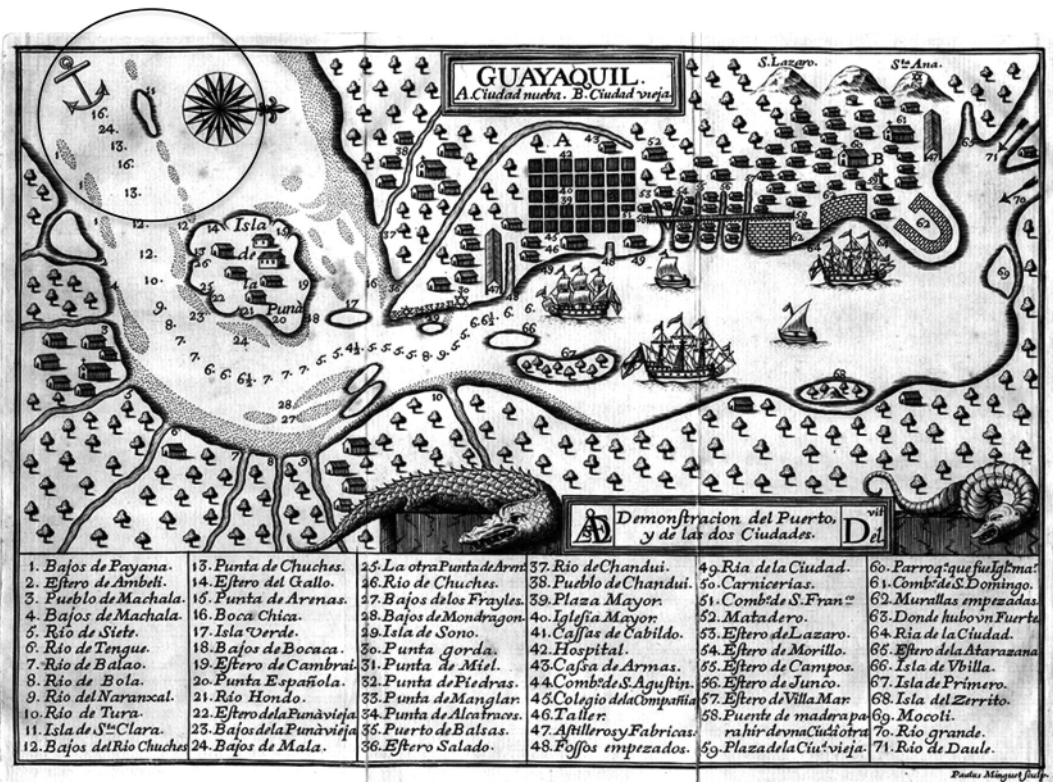 GUAYAQUIL.
A. Ciudad nueba. B. Ciudad vieja.
S. Lazaro.
Sta Ana.
Isla
de
la
Punà
A
B
Demonſtracion del Puerto,
y de las dos Ciudades.
vit
Del.
1. Bajos de Payana.
2. Eſtero de Ambeli.
3. Pueblo de Machala.
4. Bajos de Machala.
5. Rio de Siete.
6. Rio de Tengue.
7. Rio de Balao.
8. Rio de Bola.
9. Rio del Naranxal.
10. Rio de Tura.
11. Isla de Sta Clara.
12. Bajos del Rio Chuches
13. Punta de Chuches.
14. Eſtero del Gallo.
15. Punta de Arenas.
16. Boca Chica.
17. Isla Verde.
18. Bajos de Bocaca.
19. Eſtero de Cambrai.
20. Punta Eſpañola.
21. Rio Hondo.
22. Eſtero dela Punà vieja
23. Bajos dela Punà vieja
24. Bajos de Mala.
25. La otra Punta de Aren
26. Rio de Chuches.
27. Bajos de los Frayles.
28. Bajos de Mondragon.
29. Isla de Sono.
30. Punta gorda.
31. Punta de Miel.
32. Punta de Piedras.
33. Punta de Manglar.
34. Punta de Alcatraces.
35. Puerto de Balsas.
36. Eſtero Salado.
37. Rio de Chandui.
38. Pueblo de Chandui.
39. Plaza Mayor.
40. Igleſia Mayor.
41. Caſſas de Cabildo.
42. Hospital.
43. Caſsa de Armas.
44. Combto de S. Aguſtin.
45. Colegio dela Compañia
46. Taller.
47. Aſtilleros y Fabricas.
48. Foſſos empezados.
49. Ria de la Ciudad.
50. Carnicerias.
51. Combto de S. Franco
52. Matadero.
53. Eſtero de Lazaro.
54. Eſtero de Morillo.
55. Eſtero de Campos.
56. Eſtero de Junco.
57. Eſtero de Villa Mar.
58. Puente de madera pa
ra hir de vna Ciudà otra
59. Plaza de la Ciud vieja.
60. Parroqa que fue Iglamar
61. Combto de S. Domingo.
62. Murallas empezadas
63. Donde hubo vn Fuerte
64. Ria de la Ciudad.
65. Eſtero dela Atarazana
66. Isla de Vbilla.
67. Isla de Primero.
68. Isla del Zerrito.
69. Mocoli.
70. Rio grande.
71. Rio de Daule.
Paulus Minguet ſculp.